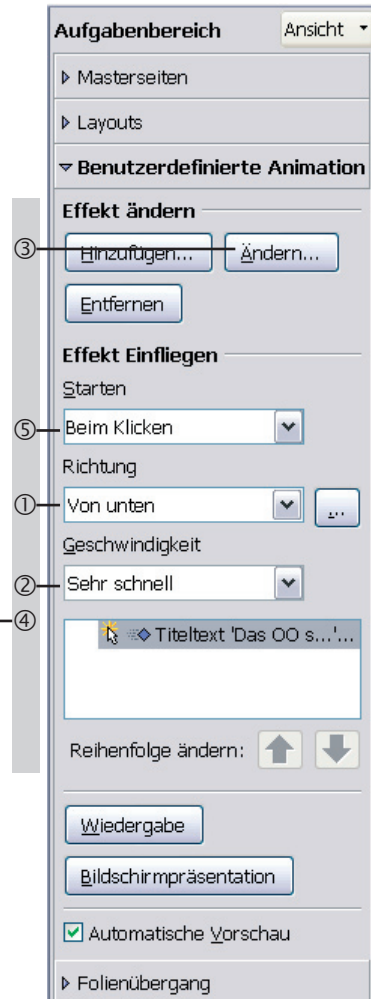 Aufgabenbereich Ansicht
Masterseiten
Layouts
Benutzerdefinierte Animation
Effekt ändern
③ Hinzufügen... Ändern...
Entfernen
Effekt Einfliegen
Starten
⑤ Beim Klicken
Richtung
① Von unten ...
Geschwindigkeit
② Sehr schnell
④ Titeltext 'Das OO s...'...
Reihenfolge ändern:
Wiedergabe
Bildschirmpräsentation
Automatische Vorschau
Folienübergang